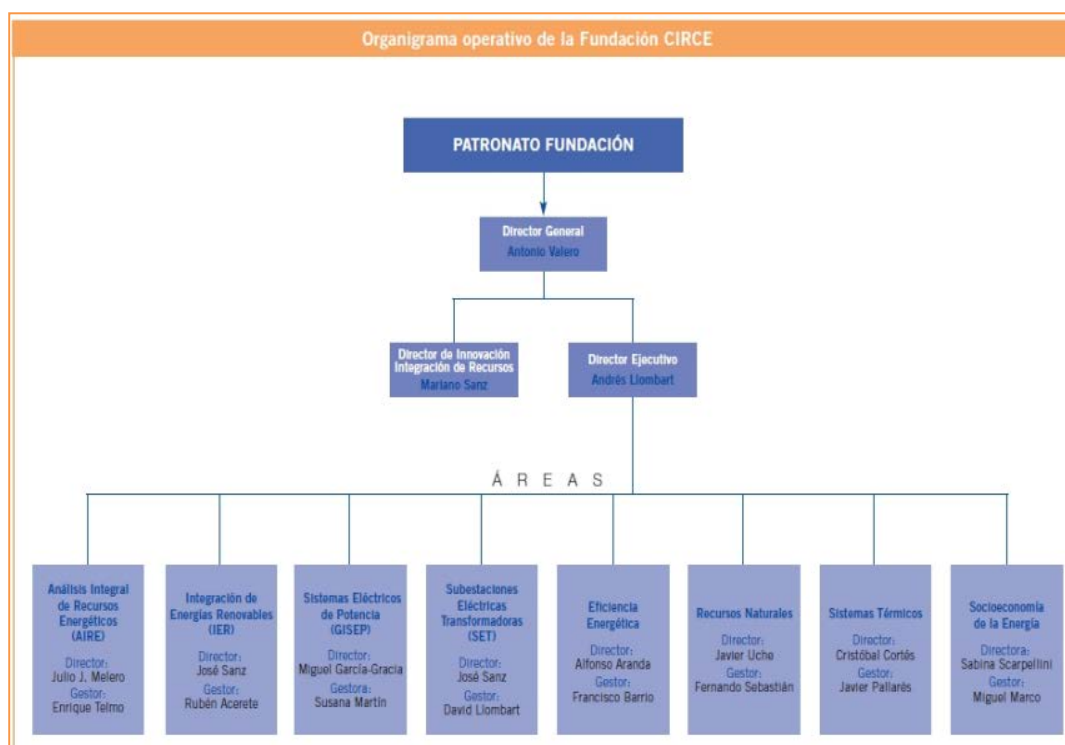 Organigrama operativo de la Fundación CIRCE
PATRONATO FUNDACIÓN
Director General
Antonio Valero
Director de Innovación
Integración de Recursos
Mariano Sanz
Director Ejecutivo
Andrés Llombart
ÁREAS
Análisis Integral
de Recursos
Energéticos
(AIRE)
Director:
Julio J. Melero
Gestor:
Enrique Telmo
Integración de
Energías Renovables
(IER)
Director:
José Sanz
Gestor:
Rubén Acerete
Sistemas Eléctricos
de Potencia
(GISEP)
Director:
Miguel García-Gracia
Gestora:
Susana Martín
Subestaciones
Eléctricas
Transformadoras
(SET)
Director:
José Sanz
Gestor:
David Llombart
Eficiencia
Energética
Director:
Alfonso Aranda
Gestor:
Francisco Barrio
Recursos Naturales
Director:
Javier Uche
Gestor:
Fernando Sebastián
Sistemas Térmicos
Director:
Cristóbal Cortés
Gestor:
Javier Pallarés
Socioeconomía
de la Energía
Directora:
Sabina Scarpellini
Gestor:
Miguel Marco